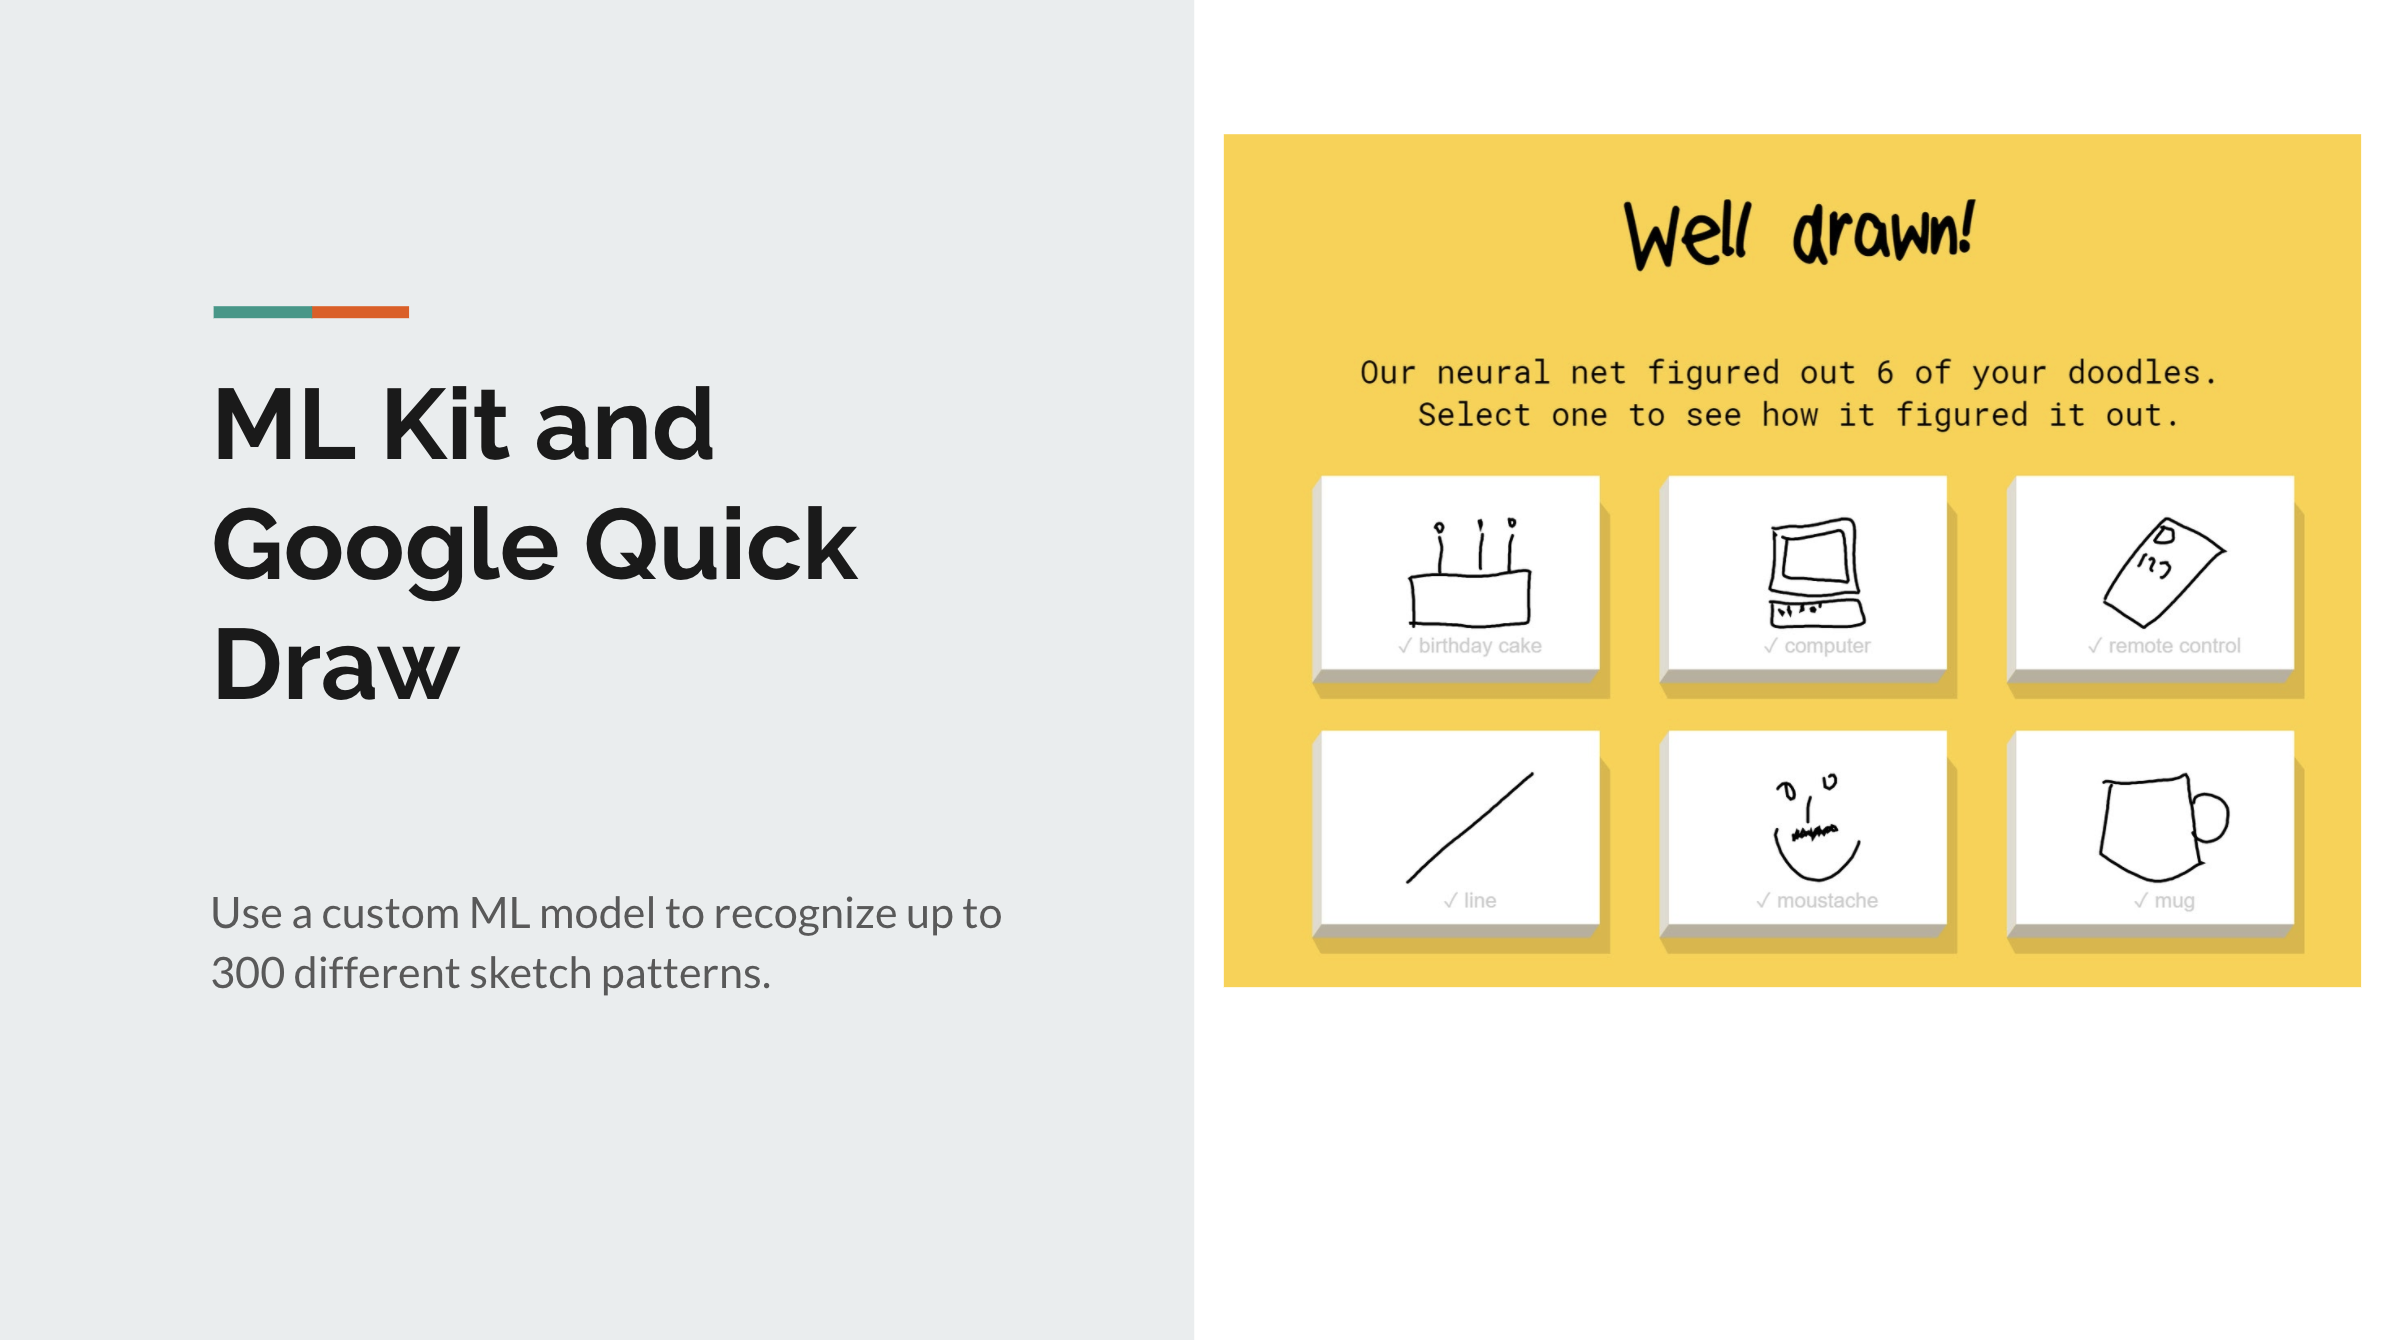 ML Kit and
Google Quick
Draw
Use a custom ML model to recognize up to
300 different sketch patterns.
Well drawn!
Our neural net figured out 6 of your doodles.
Select one to see how it figured it out.
✓ birthday cake
✓ computer
✓ remote control
✓ line
✓ moustache
✓ mug